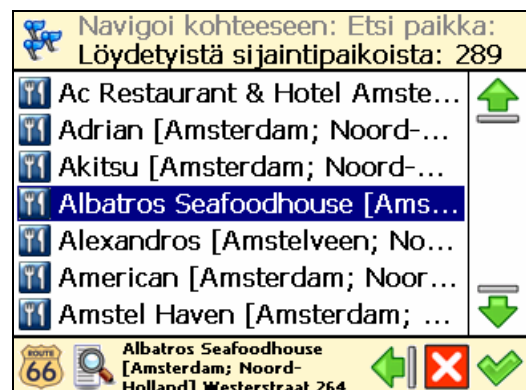 Navigoi kohteeseen: Etsi paikka:
Löydetyistä sijaintipaikoista: 289
Ac Restaurant & Hotel Amste...
Adrian [Amsterdam; Noord-...
Akitsu [Amsterdam; Noord-...
Albatros Seafoodhouse [Ams...
Alexandros [Amstelveen; No...
American [Amsterdam; Noor...
Amstel Haven [Amsterdam; ...
ROUTE
66
Albatros Seafoodhouse
[Amsterdam; Noord-
Holland] Westerstraat 264